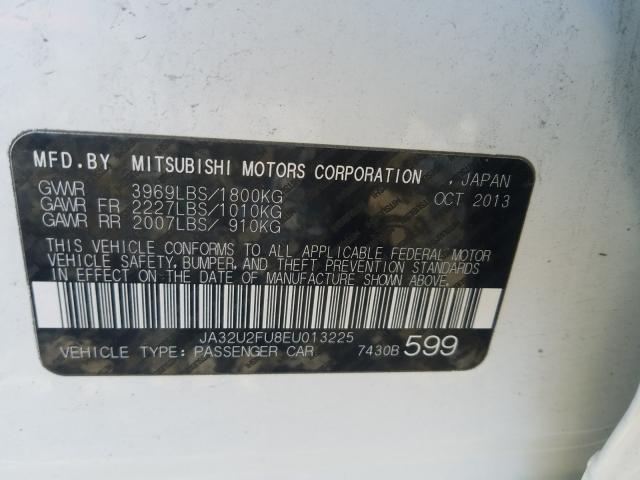 MFD.BY MITSUBISHI MOTORS CORPORATION , JAPAN
GVWR 3969LBS/1800KG OCT 2013
GAWR FR 2227LBS/1010KG
GAWR RR 2007LBS/ 910KG
THIS VEHICLE CONFORMS TO ALL APPLICABLE FEDERAL MOTOR
VEHICLE SAFETY, BUMPER, AND THEFT PREVENTION STANDARDS
IN EFFECT ON THE DATE OF MANUFACTURE SHOWN ABOVE.
JA32U2FU8EU013225
VEHICLE TYPE: PASSENGER CAR 7430B 599